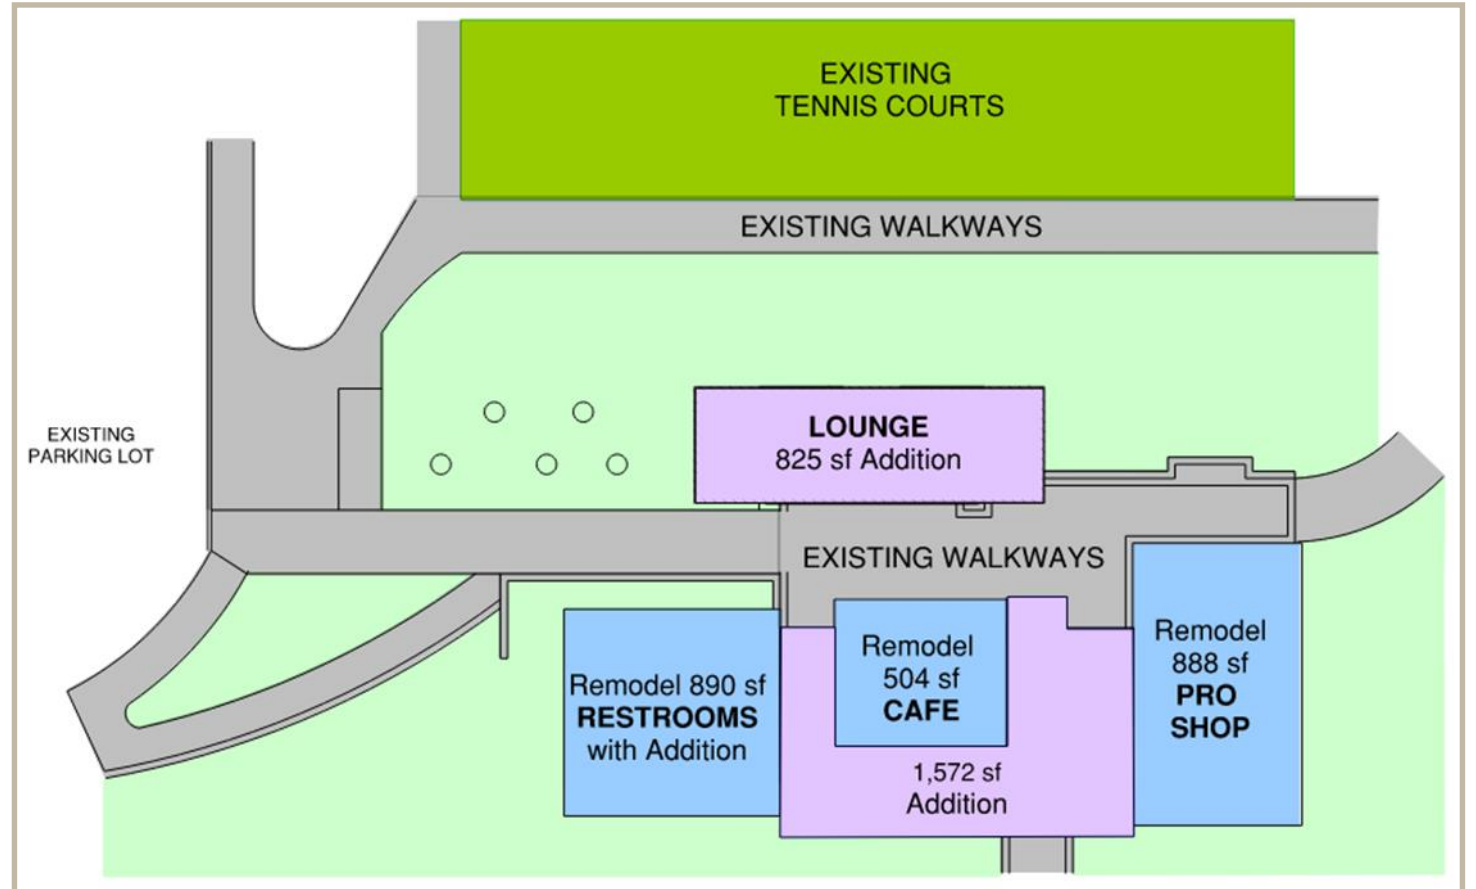 EXISTING
TENNIS COURTS
EXISTING WALKWAYS
EXISTING
PARKING LOT
LOUNGE
825 sf Addition
EXISTING WALKWAYS
Remodel 890 sf
RESTROOMS
with Addition
Remodel
504 sf
CAFE
Remodel
888 sf
PRO
SHOP
1,572 sf
Addition